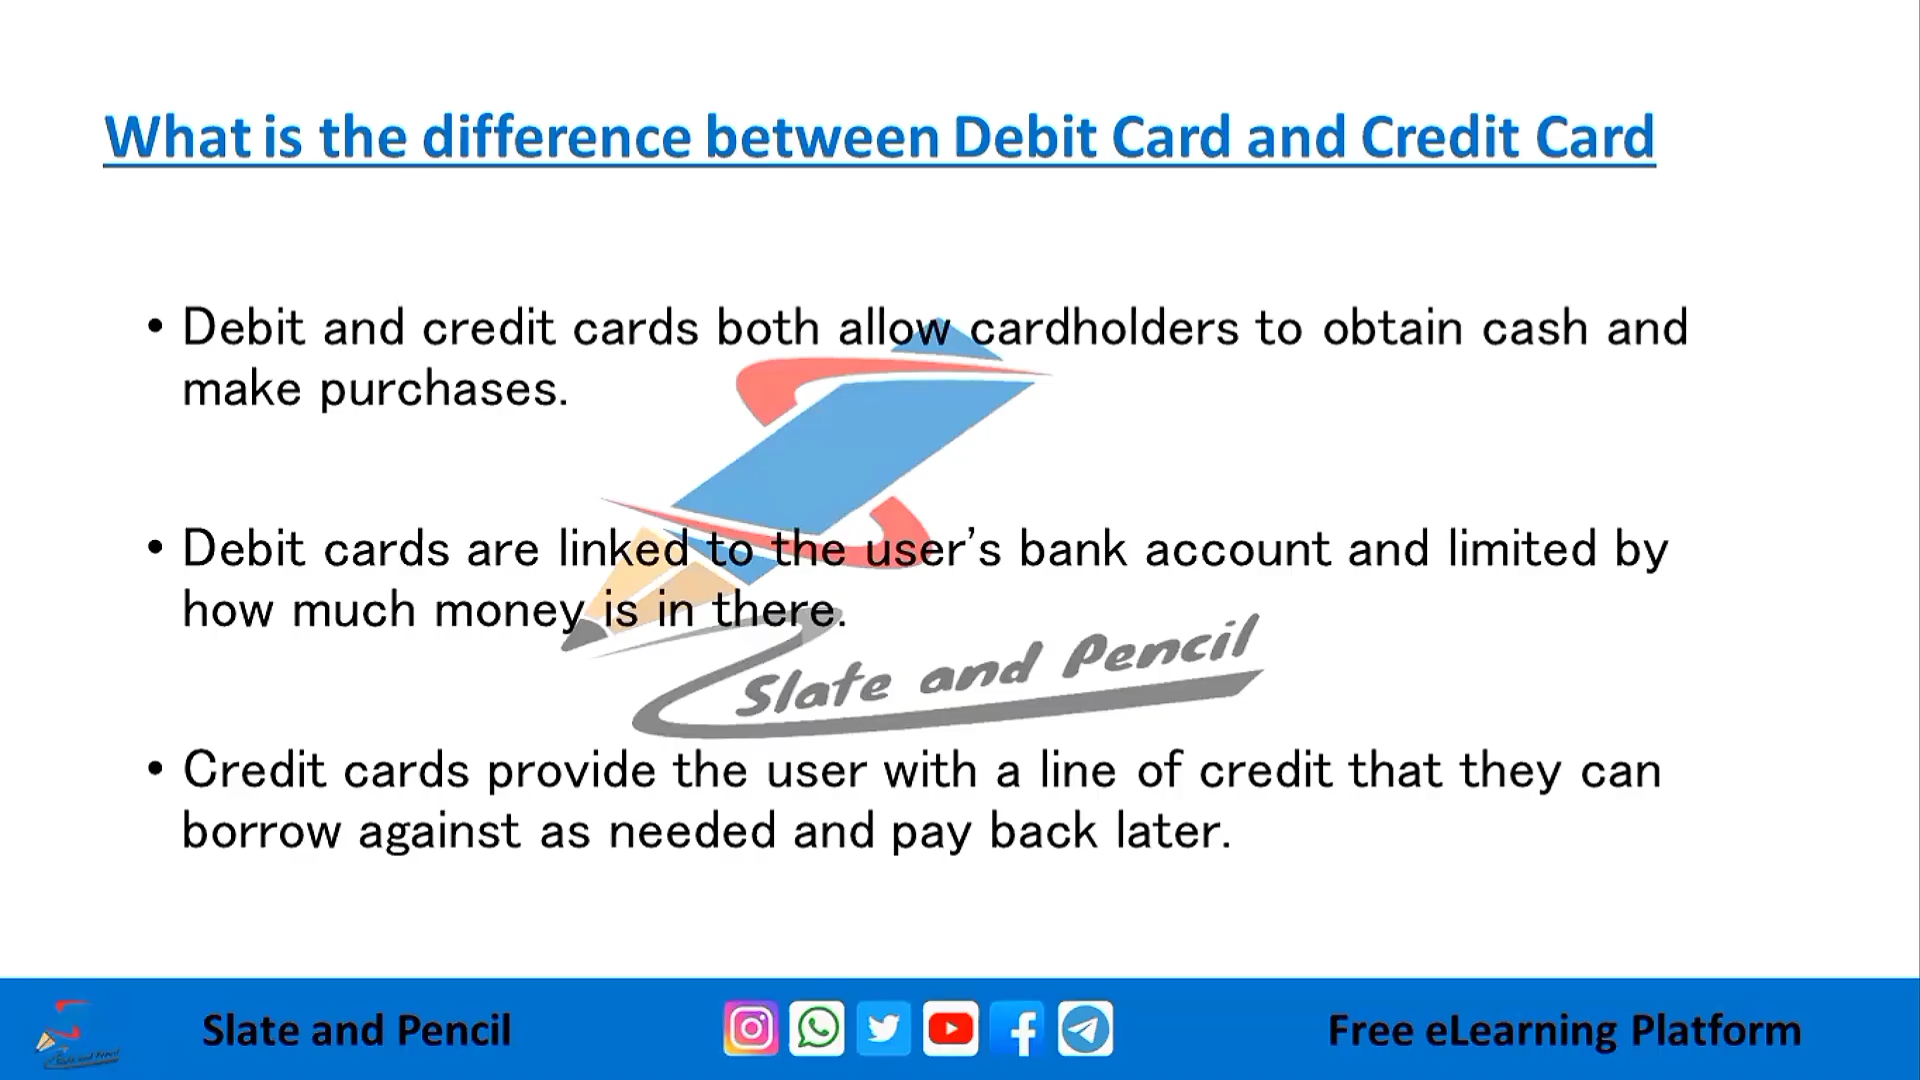 What is the difference between Debit Card and Credit Card
• Debit and credit cards both allow cardholders to obtain cash and
make purchases.
• Debit cards are linked to the user’s bank account and limited by
how much money is in there.
Slate and Pencil
• Credit cards provide the user with a line of credit that they can
borrow against as needed and pay back later.
Slate and Pencil
Slate and Pencil
Free eLearning Platform